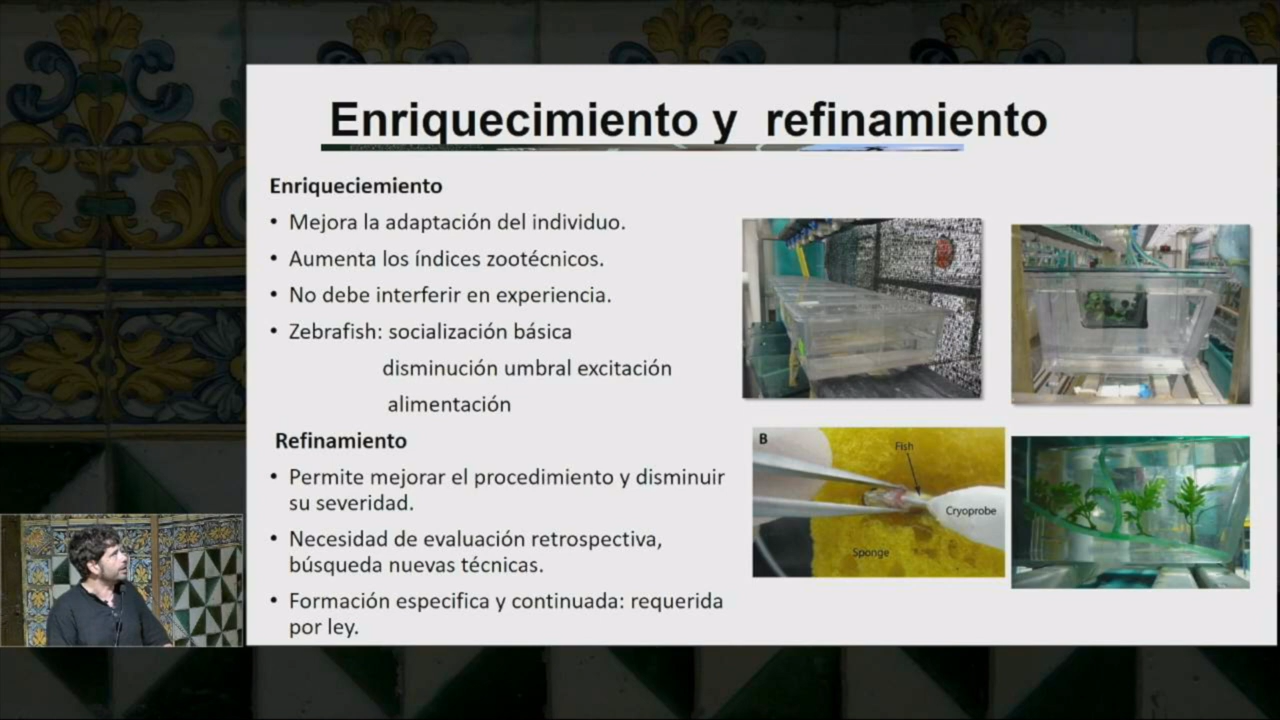 Enriquecimiento y refinamiento
Enriqueciemiento
• Mejora la adaptación del individuo.
• Aumenta los índices zootécnicos.
• No debe interferir en experiencia.
• Zebrafish: socialización básica
disminución umbral excitación
alimentación
Refinamiento
• Permite mejorar el procedimiento y disminuir
su severidad.
• Necesidad de evaluación retrospectiva,
búsqueda nuevas técnicas.
• Formación especifica y continuada: requerida
por ley.
B
Fish
Cryoprobe
Sponge